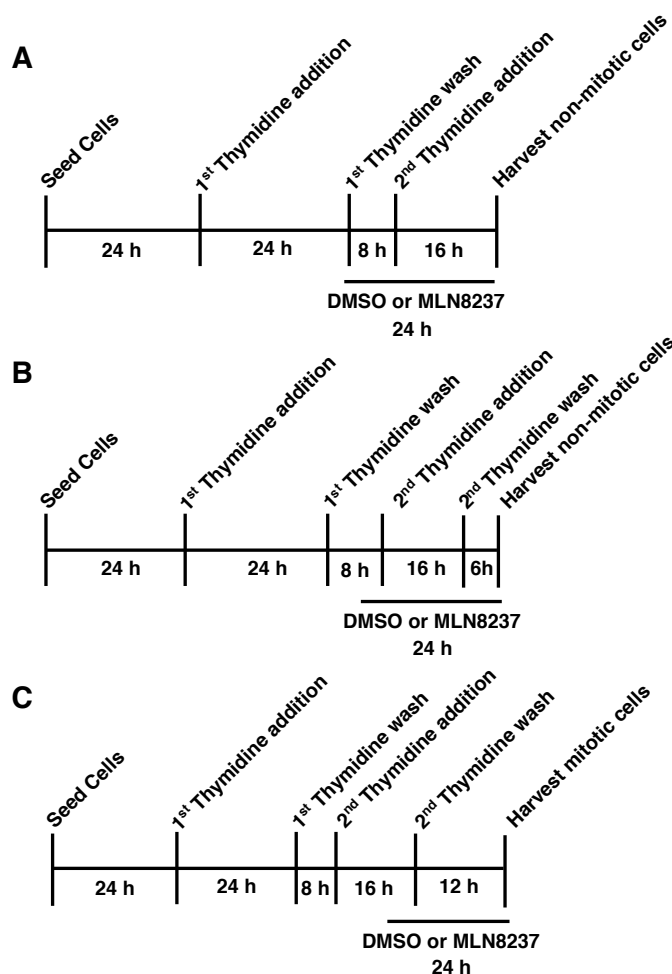 A
Seed Cells
1st Thymidine addition
1st Thymidine wash
2nd Thymidine addition
Harvest non-mitotic cells
24 h
24 h
8 h
16 h
DMSO or MLN8237
24 h
B
Seed Cells
1st Thymidine addition
1st Thymidine wash
2nd Thymidine addition
2nd Thymidine wash
Harvest non-mitotic cells
24 h
24 h
8 h
16 h
6h
DMSO or MLN8237
24 h
C
Seed Cells
1st Thymidine addition
1st Thymidine wash
2nd Thymidine addition
2nd Thymidine wash
Harvest mitotic cells
24 h
24 h
8 h
16 h
12 h
DMSO or MLN8237
24 h